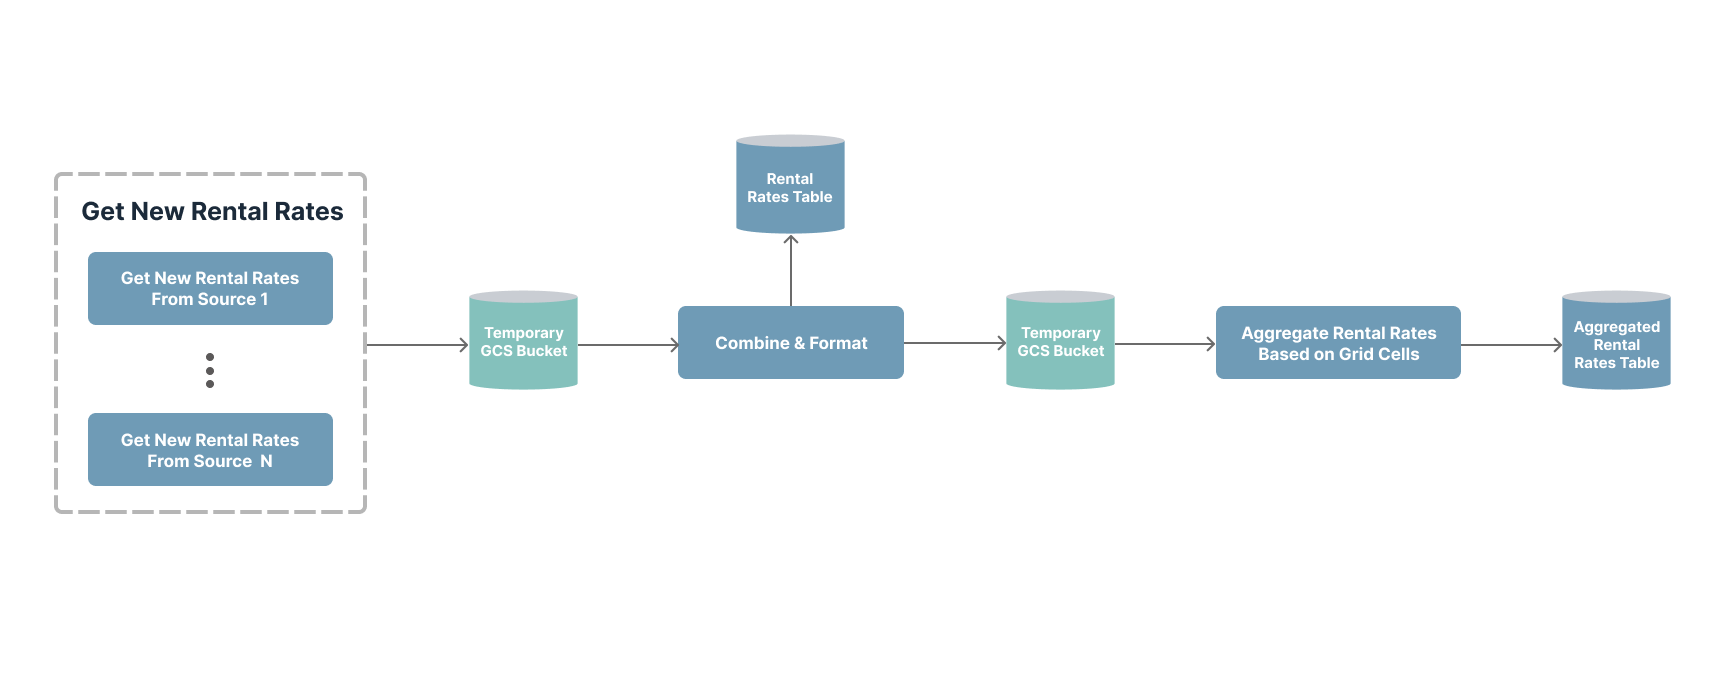 Get New Rental Rates
Get New Rental Rates
From Source 1
Get New Rental Rates
From Source N
Temporary
GCS Bucket
Rental
Rates Table
Combine & Format
Temporary
GCS Bucket
Aggregate Rental Rates
Based on Grid Cells
Aggregated
Rental
Rates Table